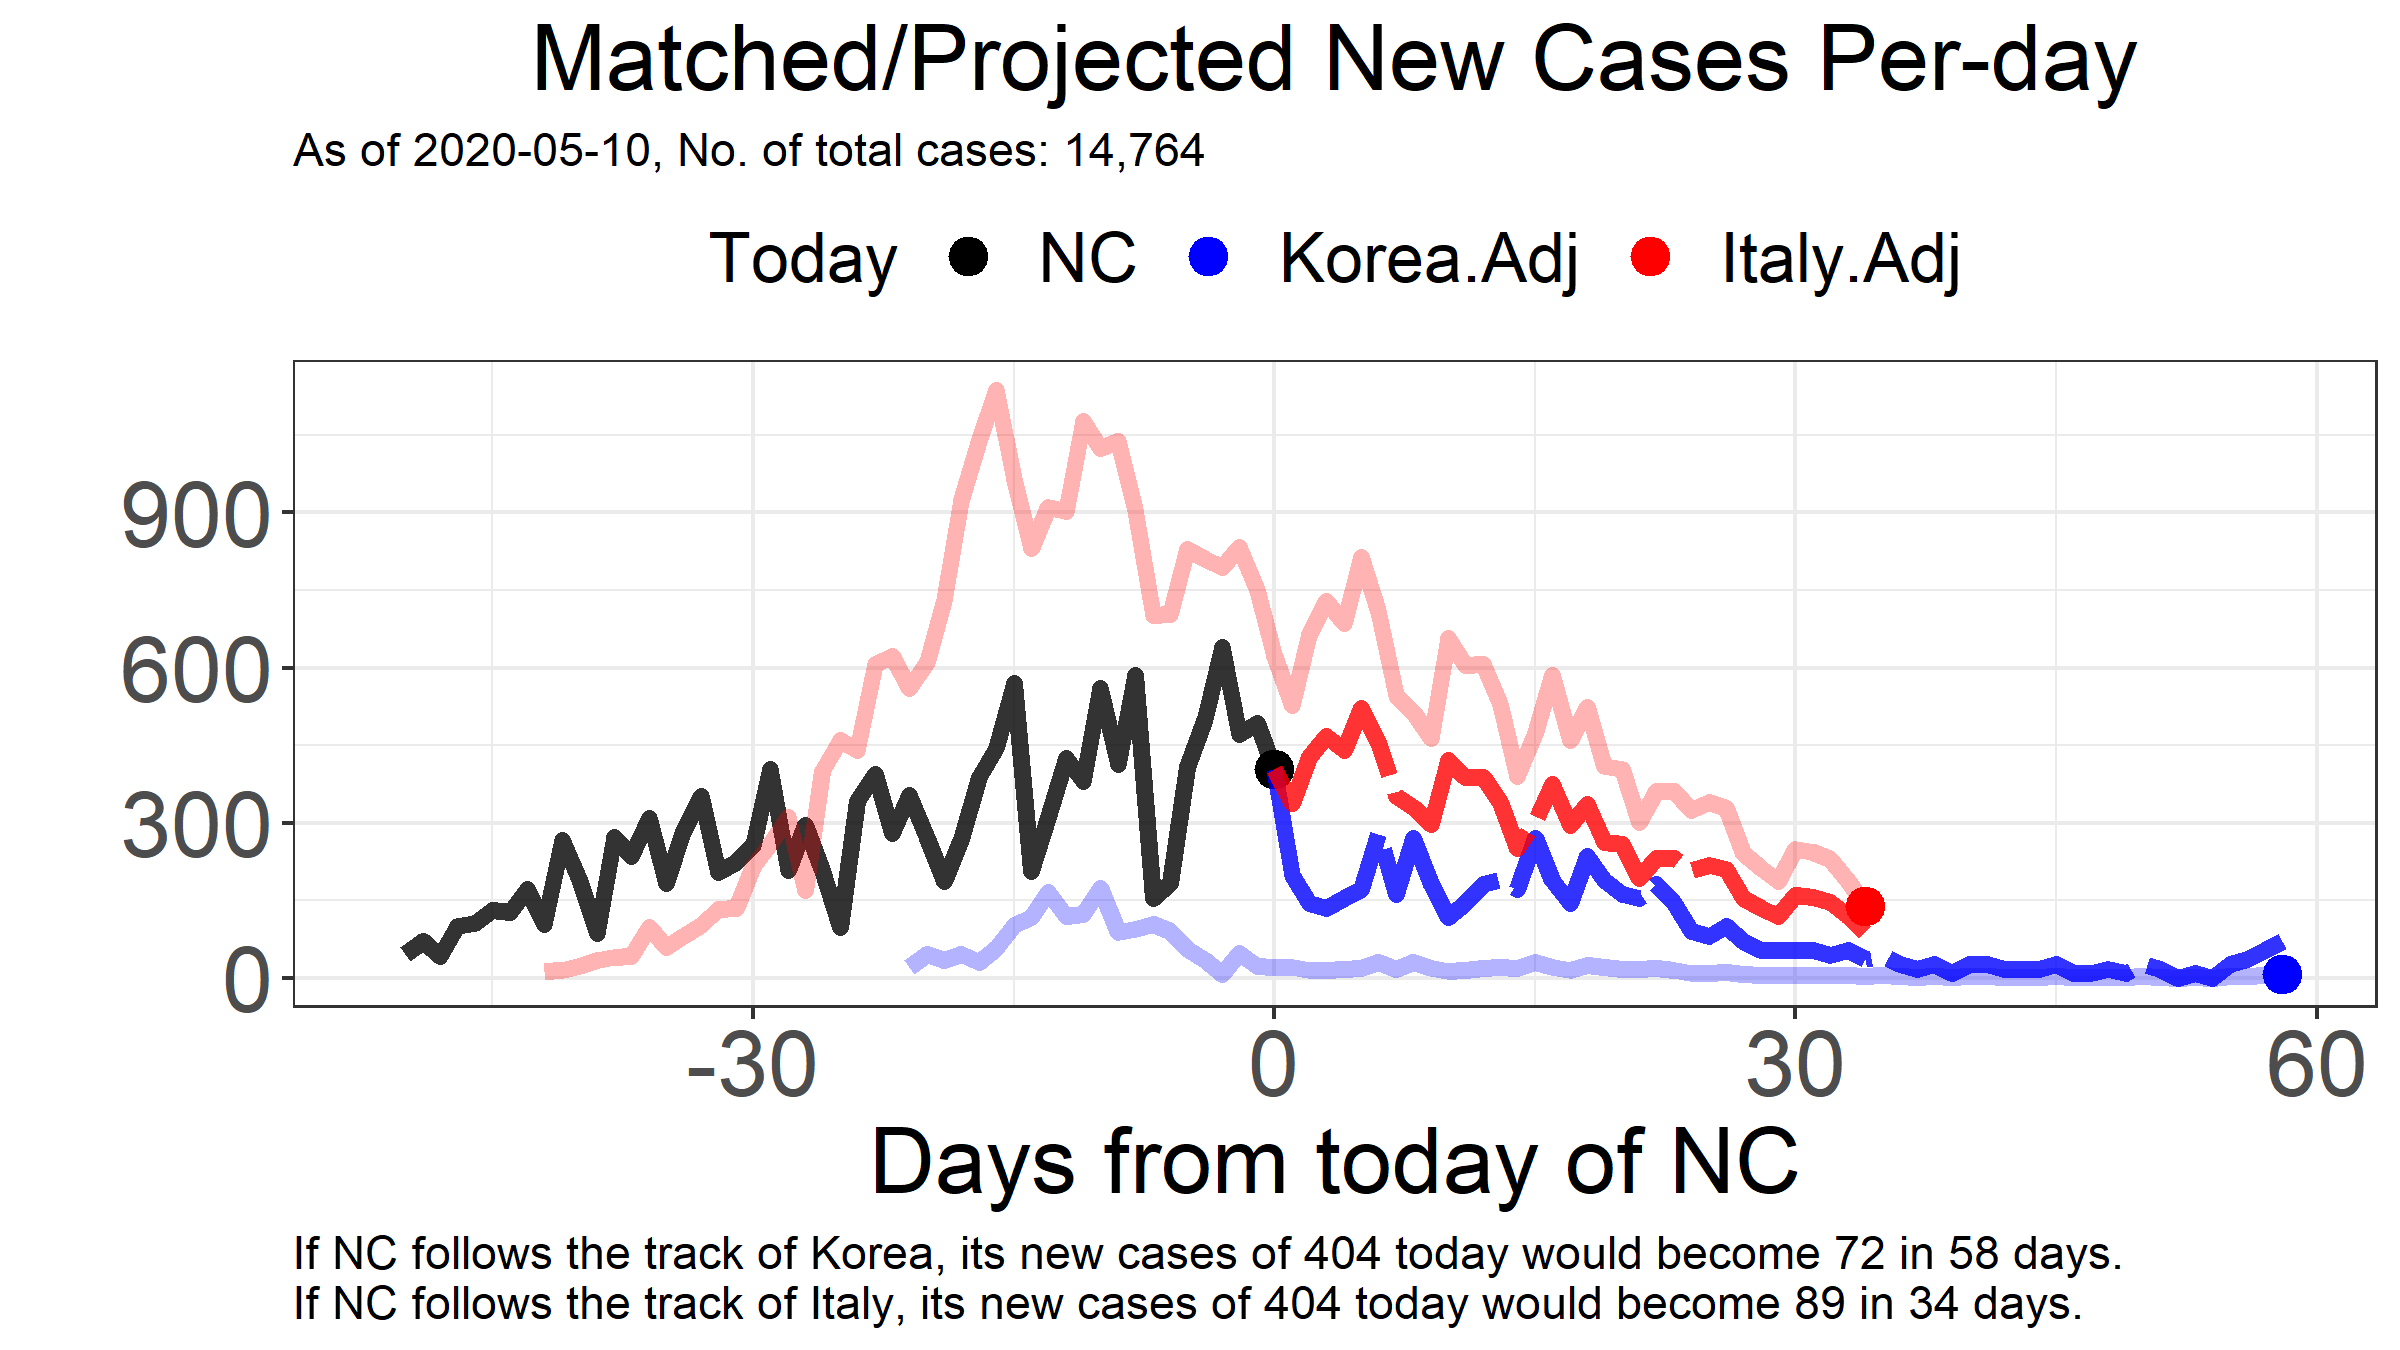 Matched/Projected New Cases Per-day
As of 2020-05-10, No. of total cases: 14,764
Today NC Korea.Adj Italy.Adj
900
600
300
0
-30 0 30 60
Days from today of NC
If NC follows the track of Korea, its new cases of 404 today would become 72 in 58 days.
If NC follows the track of Italy, its new cases of 404 today would become 89 in 34 days.